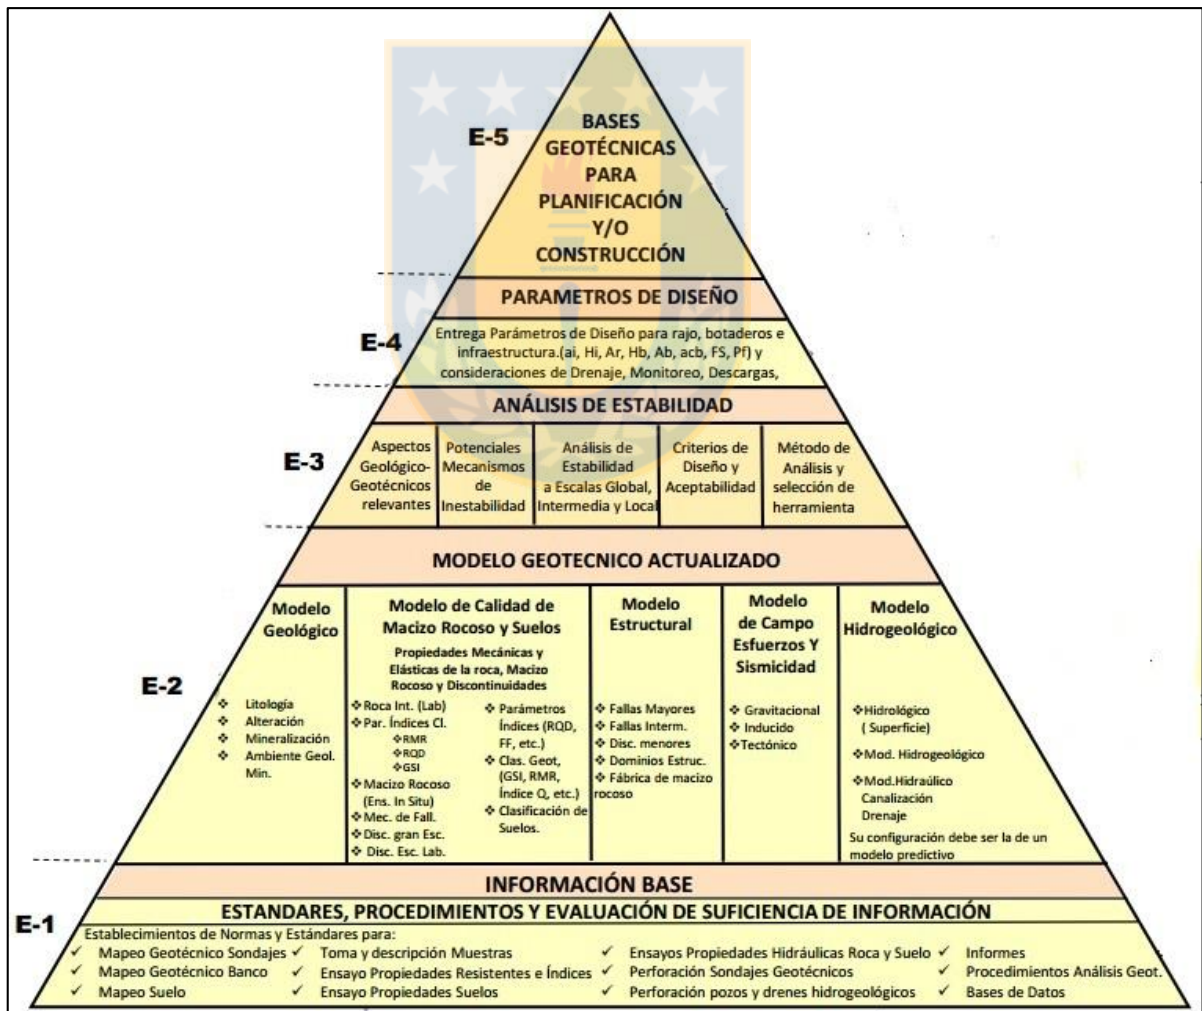 E-5
BASES
GEOTÉCNICAS
PARA
PLANIFICACIÓN
Y/O
CONSTRUCCIÓN
PARAMETROS DE DISEÑO
E-4
Entrega Parámetros de Diseño para rajo, botaderos e
infraestructura.(ai, Hi, Ar, Hb, Ab, acb, FS, Pf) y
consideraciones de Drenaje, Monitoreo, Descargas,
ANÁLISIS DE ESTABILIDAD
E-3
Aspectos
Geológico-
Geotécnicos
relevantes
Potenciales
Mecanismos
de
Inestabilidad
Análisis de
Estabilidad
a Escalas Global,
Intermedia y Local
Criterios de
Diseño y
Aceptabilidad
Método de
Análisis y
selección de
herramienta
MODELO GEOTECNICO ACTUALIZADO
E-2
Modelo
Geológico
❖ Litología
❖ Alteración
❖ Mineralización
❖ Ambiente Geol.
Min.
Modelo de Calidad de
Macizo Rocoso y Suelos
Propiedades Mecánicas y
Elásticas de la roca, Macizo
Rocoso y Discontinuidades
❖ Roca Int. (Lab)
❖ Par. Índices Cl.
❖ RMR
❖ RQD
❖ GSI
❖ Macizo Rocoso
(Ens. In Situ)
❖ Mec. de Fall.
❖ Disc. gran Esc.
❖ Disc. Esc. Lab.
❖ Parámetros
Índices (RQD,
FF, etc.)
❖ Clas. Geot,
(GSI, RMR,
Índice Q, etc.)
❖ Clasificación de
Suelos.
Modelo
Estructural
❖ Fallas Mayores
❖ Fallas Interm.
❖ Disc. menores
❖ Dominios Estruc.
❖ Fábrica de macizo
rocoso
Modelo
de Campo
Esfuerzos Y
Sismicidad
❖ Gravitacional
❖ Inducido
❖ Tectónico
Modelo
Hidrogeológico
❖ Hidrológico
( Superficie)
❖ Mod. Hidrogeológico
❖ Mod.Hidraúlico
Canalización
Drenaje
Su configuración debe ser la de un
modelo predictivo
INFORMACIÓN BASE
E-1
ESTANDARES, PROCEDIMIENTOS Y EVALUACIÓN DE SUFICIENCIA DE INFORMACIÓN
Establecimientos de Normas y Estándares para:
✓ Mapeo Geotécnico Sondajes
✓ Mapeo Geotécnico Banco
✓ Mapeo Suelo
✓ Toma y descripción Muestras
✓ Ensayo Propiedades Resistentes e Índices
✓ Ensayo Propiedades Suelos
✓ Ensayos Propiedades Hidráulicas Roca y Suelo
✓ Perforación Sondajes Geotécnicos
✓ Perforación pozos y drenes hidrogeológicos
✓ Informes
✓ Procedimientos Análisis Geot.
✓ Bases de Datos